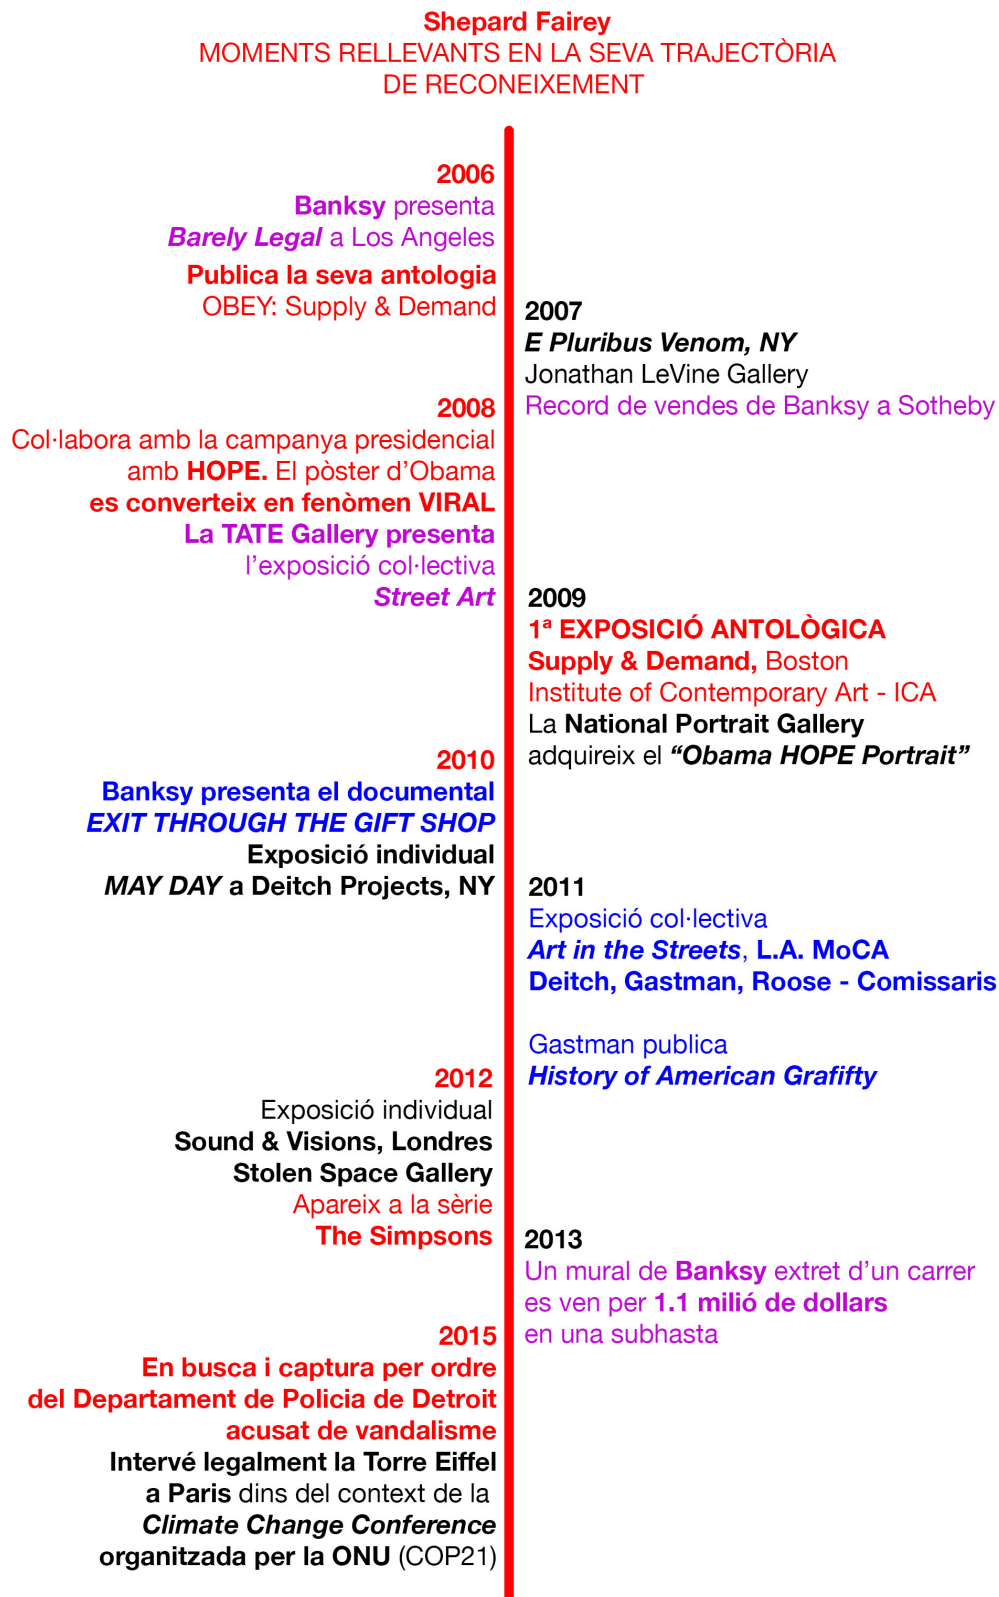 Shepard Fairey
MOMENTS RELLEVANTS EN LA SEVA TRAJECTÒRIA
DE RECONEIXEMENT
2006
Banksy presenta
Barely Legal a Los Angeles
Publica la seva antologia
OBEY: Supply & Demand
2007
E Pluribus Venom, NY
Jonathan LeVine Gallery
Record de vendes de Banksy a Sotheby
2008
Col·labora amb la campanya presidencial
amb HOPE. El pòster d’Obama
es converteix en fenòmen VIRAL
La TATE Gallery presenta
l’exposició col·lectiva
Street Art
2009
1ª EXPOSICIÓ ANTOLÒGICA
Supply & Demand, Boston
Institute of Contemporary Art - ICA
La National Portrait Gallery
adquireix el “Obama HOPE Portrait”
2010
Banksy presenta el documental
EXIT THROUGH THE GIFT SHOP
Exposició individual
MAY DAY a Deitch Projects, NY
2011
Exposició col·lectiva
Art in the Streets, L.A. MoCA
Deitch, Gastman, Roose - Comissaris
Gastman publica
History of American Grafifty
2012
Exposició individual
Sound & Visions, Londres
Stolen Space Gallery
Apareix a la sèrie
The Simpsons
2013
Un mural de Banksy extret d’un carrer
es ven per 1.1 milió de dollars
en una subhasta
2015
En busca i captura per ordre
del Departament de Policia de Detroit
acusat de vandalisme
Intervé legalment la Torre Eiffel
a Paris dins del context de la
Climate Change Conference
organitzada per la ONU (COP21)